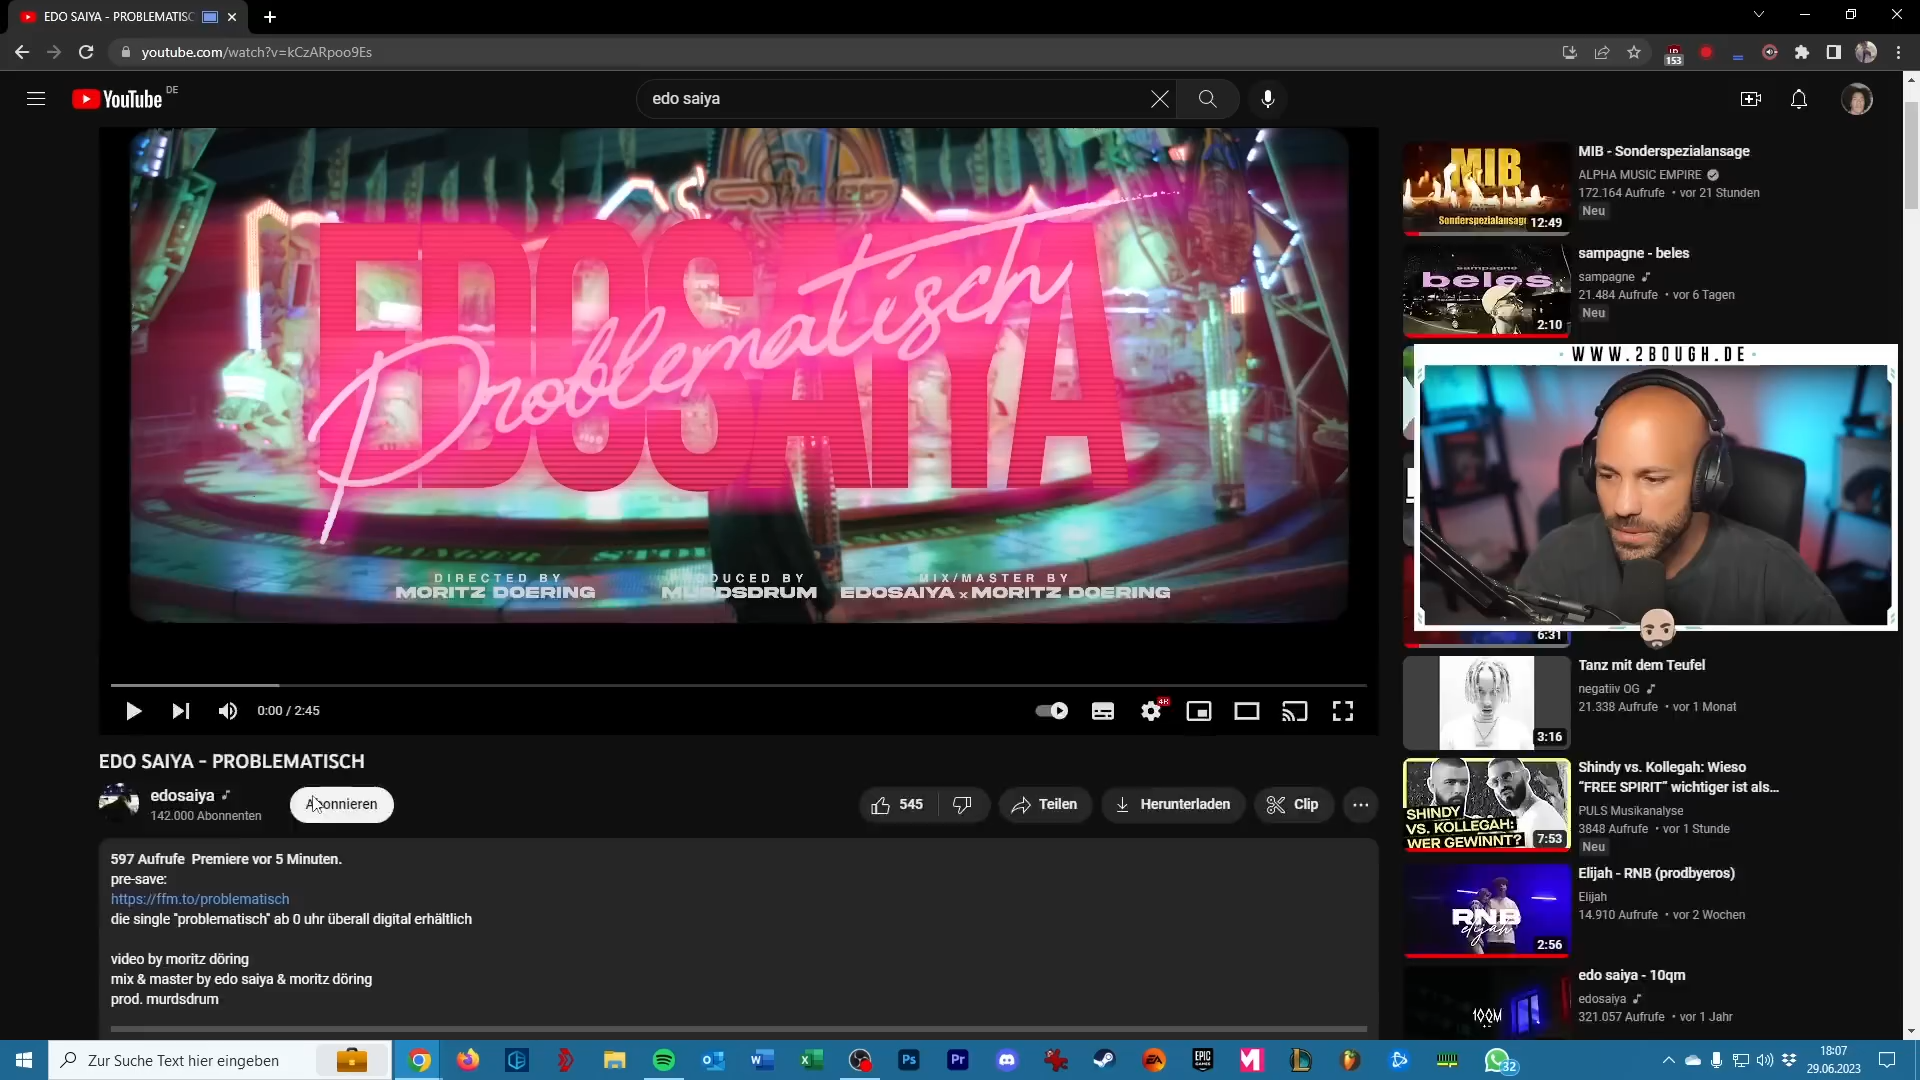 EDO SAIYA - PROBLEMATISC
youtube.com/watch?v=kCzARpoo9Es
153
YouTube DE
edo saiya
EDOSAIYA
Problematisch
DIRECTED BY
MORITZ DOERING
MURDSDRUM
MIX/MASTER BY
EDOSAIYA x MORITZ DOERING
0:00 / 2:45
4K
EDO SAIYA - PROBLEMATISCH
edosaiya
142.000 Abonnenten
Abonnieren
545
Teilen
Herunterladen
Clip
597 Aufrufe Premiere vor 5 Minuten.
pre-save:
https://ffm.to/problematisch
die single "problematisch" ab 0 uhr überall digital erhältlich
video by moritz döring
mix & master by edo saiya & moritz döring
prod. murdsdrum
MIB
Sonderspezialansage
12:49
MIB - Sonderspezialansage
ALPHA MUSIC EMPIRE
172.164 Aufrufe • vor 21 Stunden
Neu
sampagne
beles
2:10
sampagne - beles
sampagne
21.484 Aufrufe • vor 6 Tagen
Neu
WWW.2BOUGH.DE
6:31
3:16
Tanz mit dem Teufel
negatiiv OG
21.338 Aufrufe • vor 1 Monat
SHINDY
VS. KOLLEGAH:
WER GEWINNT?
7:53
Shindy vs. Kollegah: Wieso
“FREE SPIRIT” wichtiger ist als...
PULS Musikanalyse
3848 Aufrufe • vor 1 Stunde
Neu
RNB
elijah
2:56
Elijah - RNB (prodbyeros)
Elijah
14.910 Aufrufe • vor 2 Wochen
10QM
edo saiya - 10qm
edosaiya
321.057 Aufrufe • vor 1 Jahr
Zur Suche Text hier eingeben
32
18:07
29.06.2023